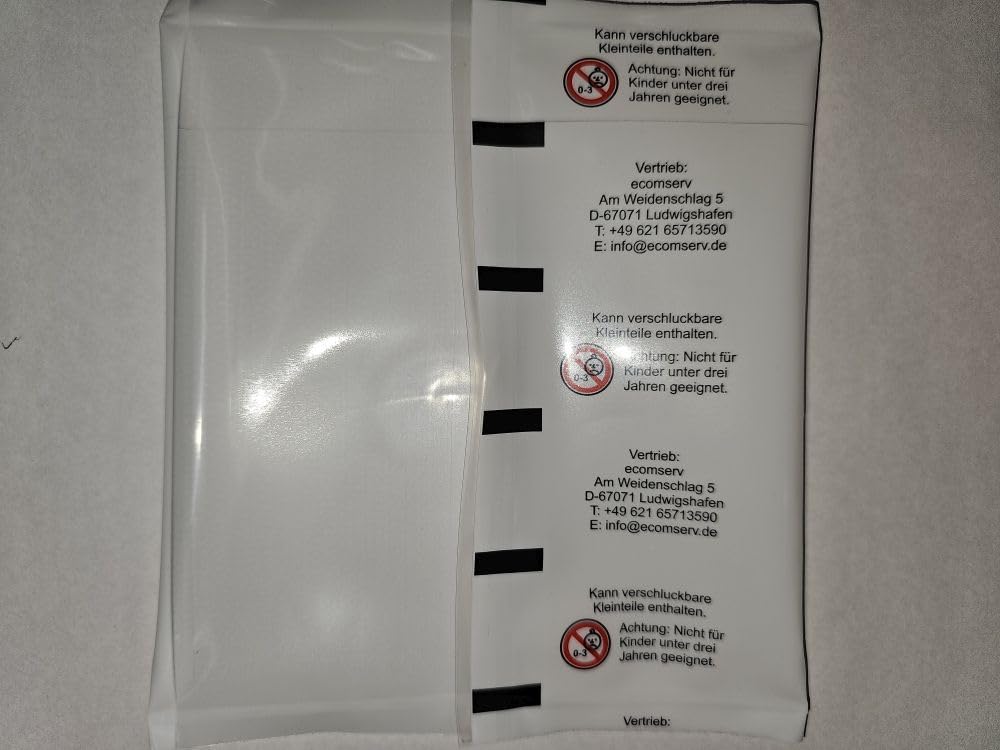 Kann verschluckbare
Kleinteile enthalten.
0-3
Achtung: Nicht für
Kinder unter drei
Jahren geeignet.
Vertrieb:
ecomserv
Am Weidenschlag 5
D-67071 Ludwigshafen
T: +49 621 65713590
E: info@ecomserv.de
Kann verschluckbare
Kleinteile enthalten.
0-3
Achtung: Nicht für
Kinder unter drei
Jahren geeignet.
Vertrieb:
ecomserv
Am Weidenschlag 5
D-67071 Ludwigshafen
T: +49 621 65713590
E: info@ecomserv.de
Kann verschluckbare
Kleinteile enthalten.
0-3
Achtung: Nicht für
Kinder unter drei
Jahren geeignet.
Vertrieb: